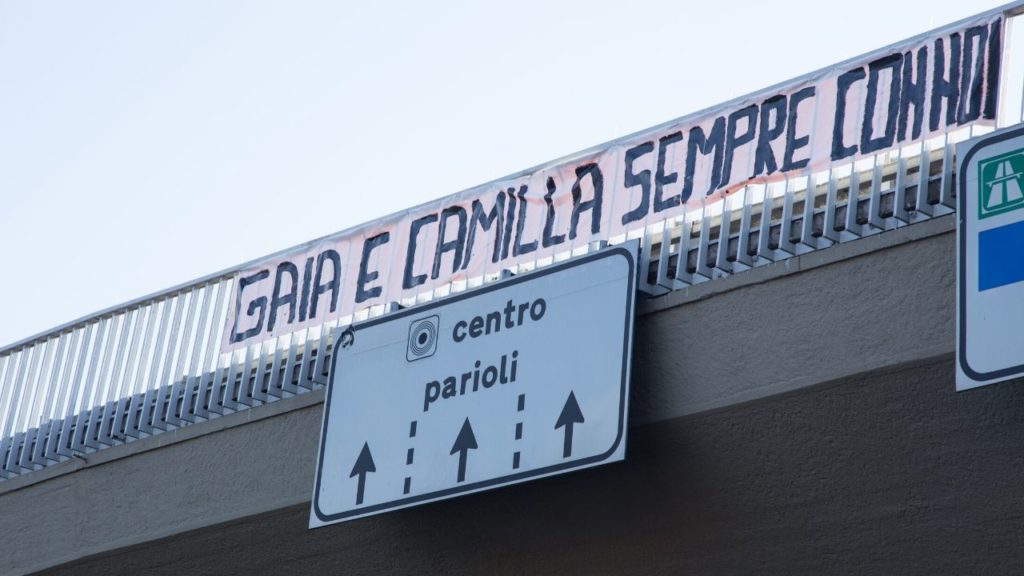 GAIA E CAMILLA SEMPRE CON NOI
centro
parioli